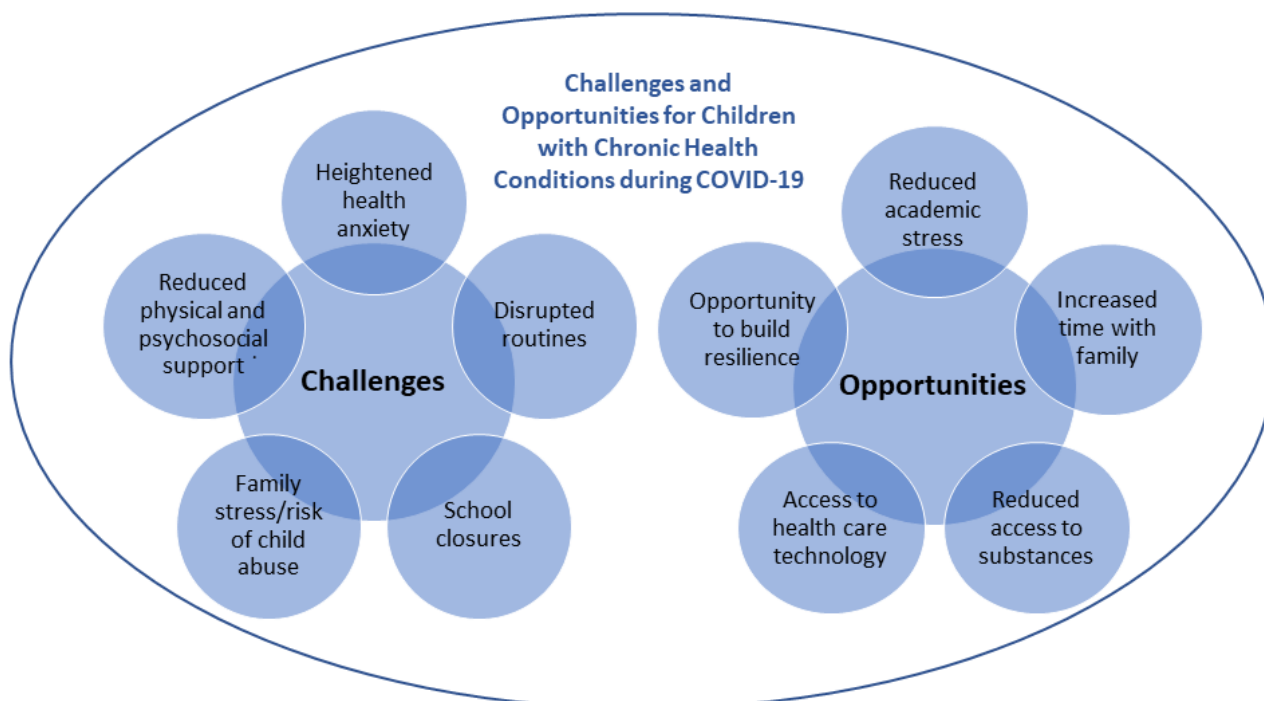 Challenges and
Opportunities for Children
with Chronic Health
Conditions during COVID-19
Heightened
health
anxiety
Reduced
physical and
psychosocial
support
Disrupted
routines
Challenges
Family
stress/risk
of child
abuse
School
closures
Reduced
academic
stress
Opportunity
to build
resilience
Increased
time with
family
Opportunities
Access to
health care
technology
Reduced
access to
substances